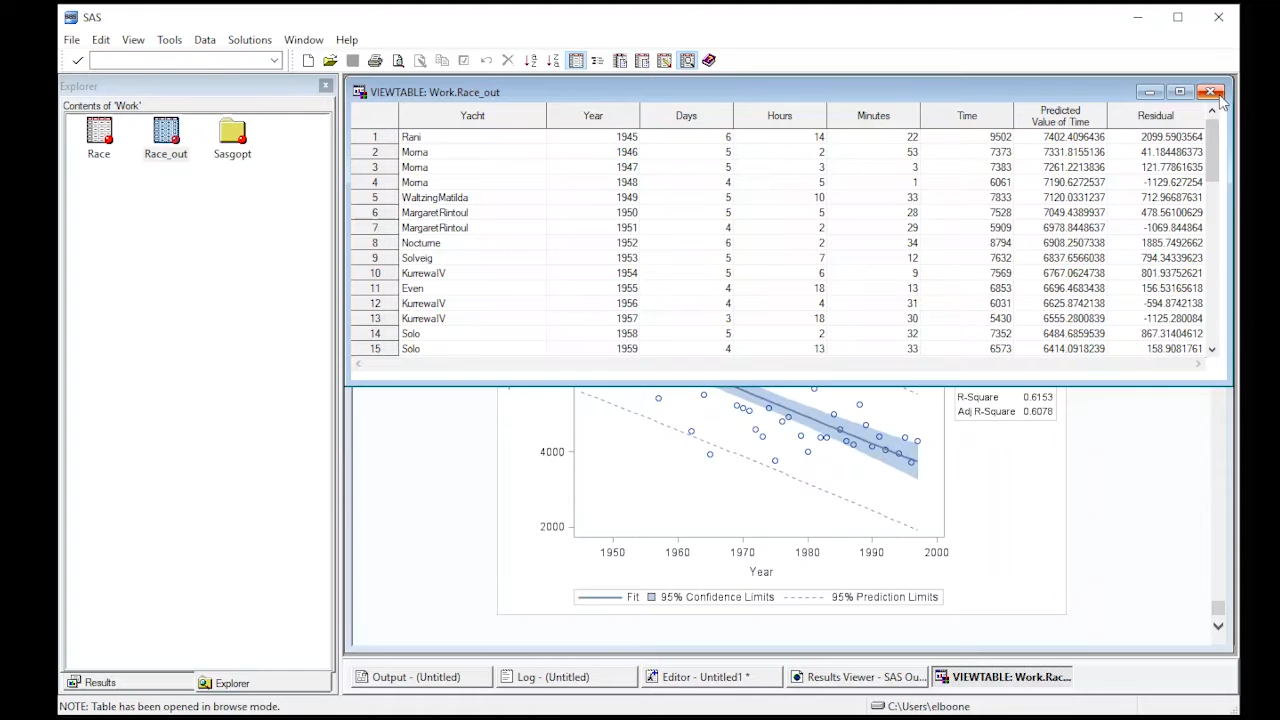 SAS
File Edit View Tools Data Solutions Window Help
Explorer
Contents of 'Work'
Race Race_out Sasgopt
VIEWTABLE: Work.Race_out
Yacht Year Days Hours Minutes Time Predicted Value of Time Residual
1 Rani 1945 6 14 22 9502 7402.4096436 2099.5903564
2 Morna 1946 5 2 53 7373 7331.8155136 41.184486373
3 Morna 1947 5 3 3 7383 7261.2213836 121.77861635
4 Morna 1948 4 5 1 6061 7190.6272537 -1129.627254
5 WaltzingMatilda 1949 5 10 33 7833 7120.0331237 712.96687631
6 MargaretRintoul 1950 5 5 28 7528 7049.4389937 478.56100629
7 MargaretRintoul 1951 4 2 29 5909 6978.8448637 -1069.844864
8 Nocturne 1952 6 2 34 8794 6908.2507338 1885.7492662
9 Solveig 1953 5 7 12 7632 6837.6566038 794.34339623
10 KurrewaIV 1954 5 6 9 7569 6767.0624738 801.93752621
11 Even 1955 4 18 13 6853 6696.4683438 156.53165618
12 KurrewaIV 1956 4 4 31 6031 6625.8742138 -594.8742138
13 KurrewaIV 1957 3 18 30 5430 6555.2800839 -1125.280084
14 Solo 1958 5 2 32 7352 6484.6859539 867.31404612
15 Solo 1959 4 13 33 6573 6414.0918239 158.9081761
R-Square 0.6153
Adj R-Square 0.6078
4000
2000
1950 1960 1970 1980 1990 2000
Year
Fit 95% Confidence Limits 95% Prediction Limits
Results Explorer
Output - (Untitled) Log - (Untitled) Editor - Untitled1 * Results Viewer - SAS Ou... VIEWTABLE: Work.Rac...
NOTE: Table has been opened in browse mode. C:\Users\elboone